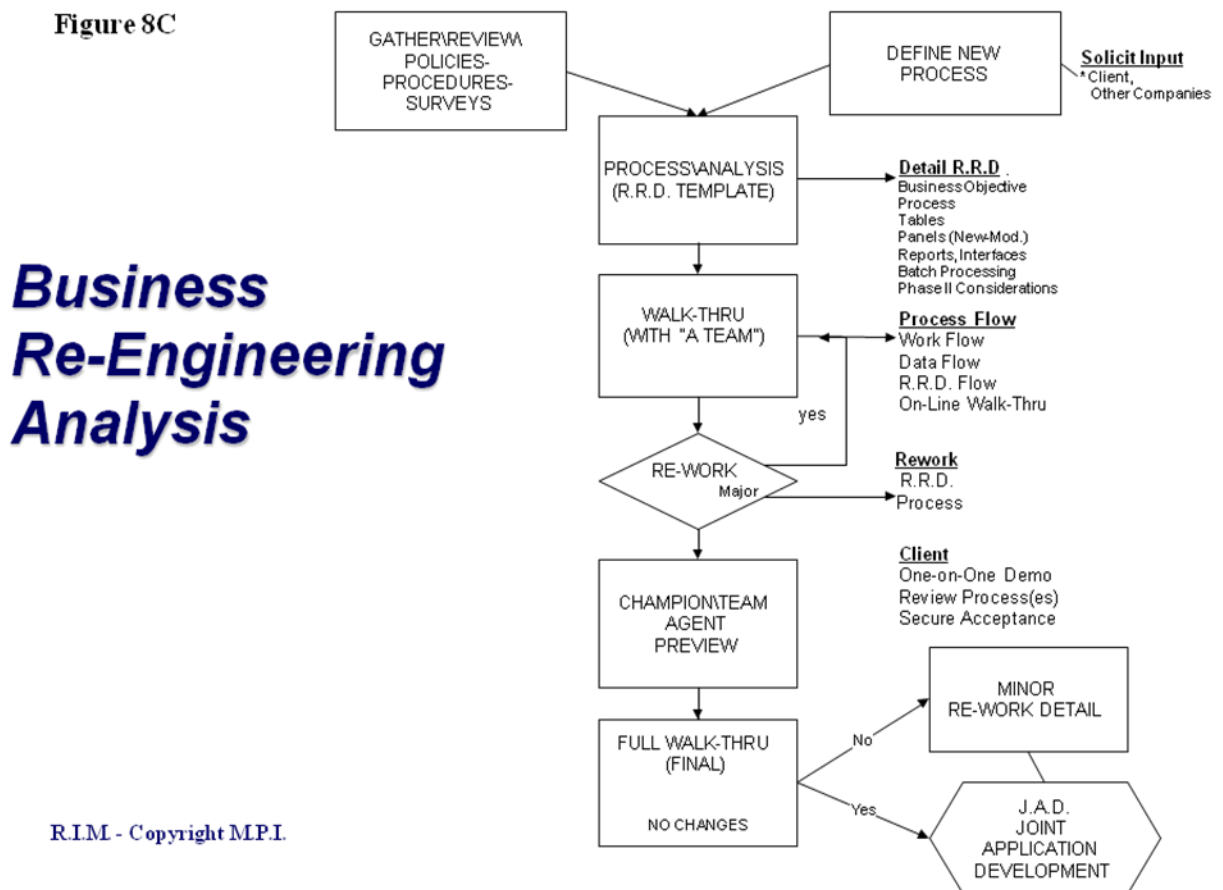 Figure 8C
GATHER\REVIEW\
POLICIES-
PROCEDURES-
SURVEYS
DEFINE NEW
PROCESS
Solicit Input
*Client,
Other Companies
PROCESS\ANALYSIS
(R.R.D. TEMPLATE)
Detail R.R.D.
Business Objective
Process
Tables
Panels (New-Mod.)
Reports, Interfaces
Batch Processing
Phase II Considerations
Business
Re-Engineering
Analysis
WALK-THRU
(WITH "A TEAM")
Process Flow
Work Flow
Data Flow
R.R.D. Flow
On-Line Walk-Thru
yes
RE-WORK
Major
Rework
R.R.D.
Process
CHAMPION\TEAM
AGENT
PREVIEW
Client
One-on-One Demo
Review Process(es)
Secure Acceptance
FULL WALK-THRU
(FINAL)
NO CHANGES
No
Yes
MINOR
RE-WORK DETAIL
J.A.D.
JOINT
APPLICATION
DEVELOPMENT
R.I.M. - Copyright M.P.I.